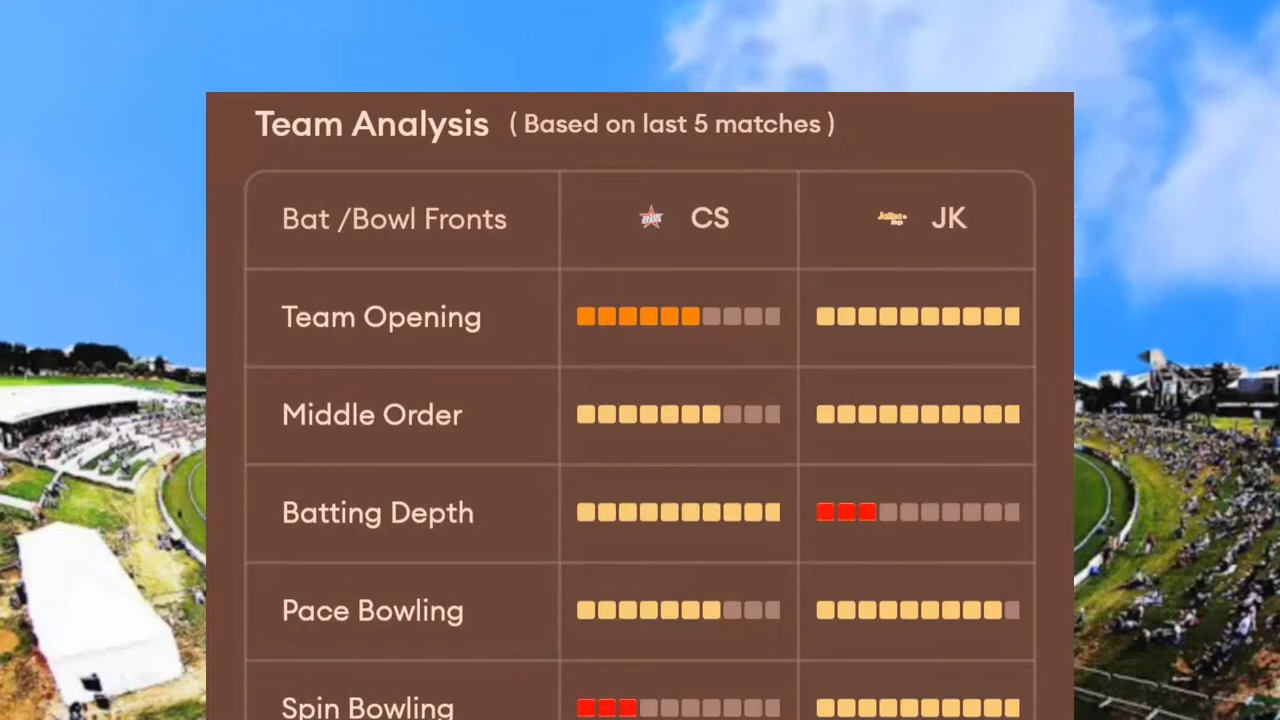 Team Analysis ( Based on last 5 matches )
Bat /Bowl Fronts CS JK
Team Opening
Middle Order
Batting Depth
Pace Bowling
Spin Bowling